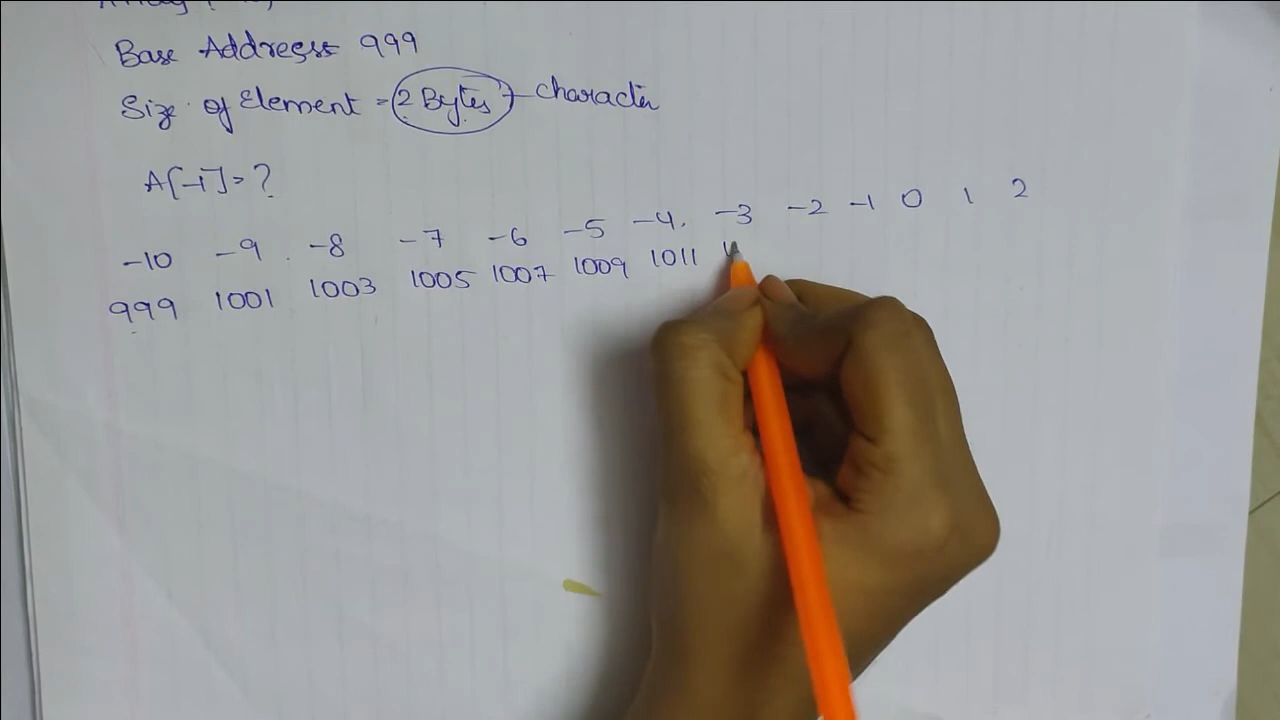 Base Address 999
Size of Element = 2 Bytes - character
A[-1] = ?
-10 -9 -8 -7 -6 -5 -4 -3 -2 -1 0 1 2
999 1001 1003 1005 1007 1009 1011